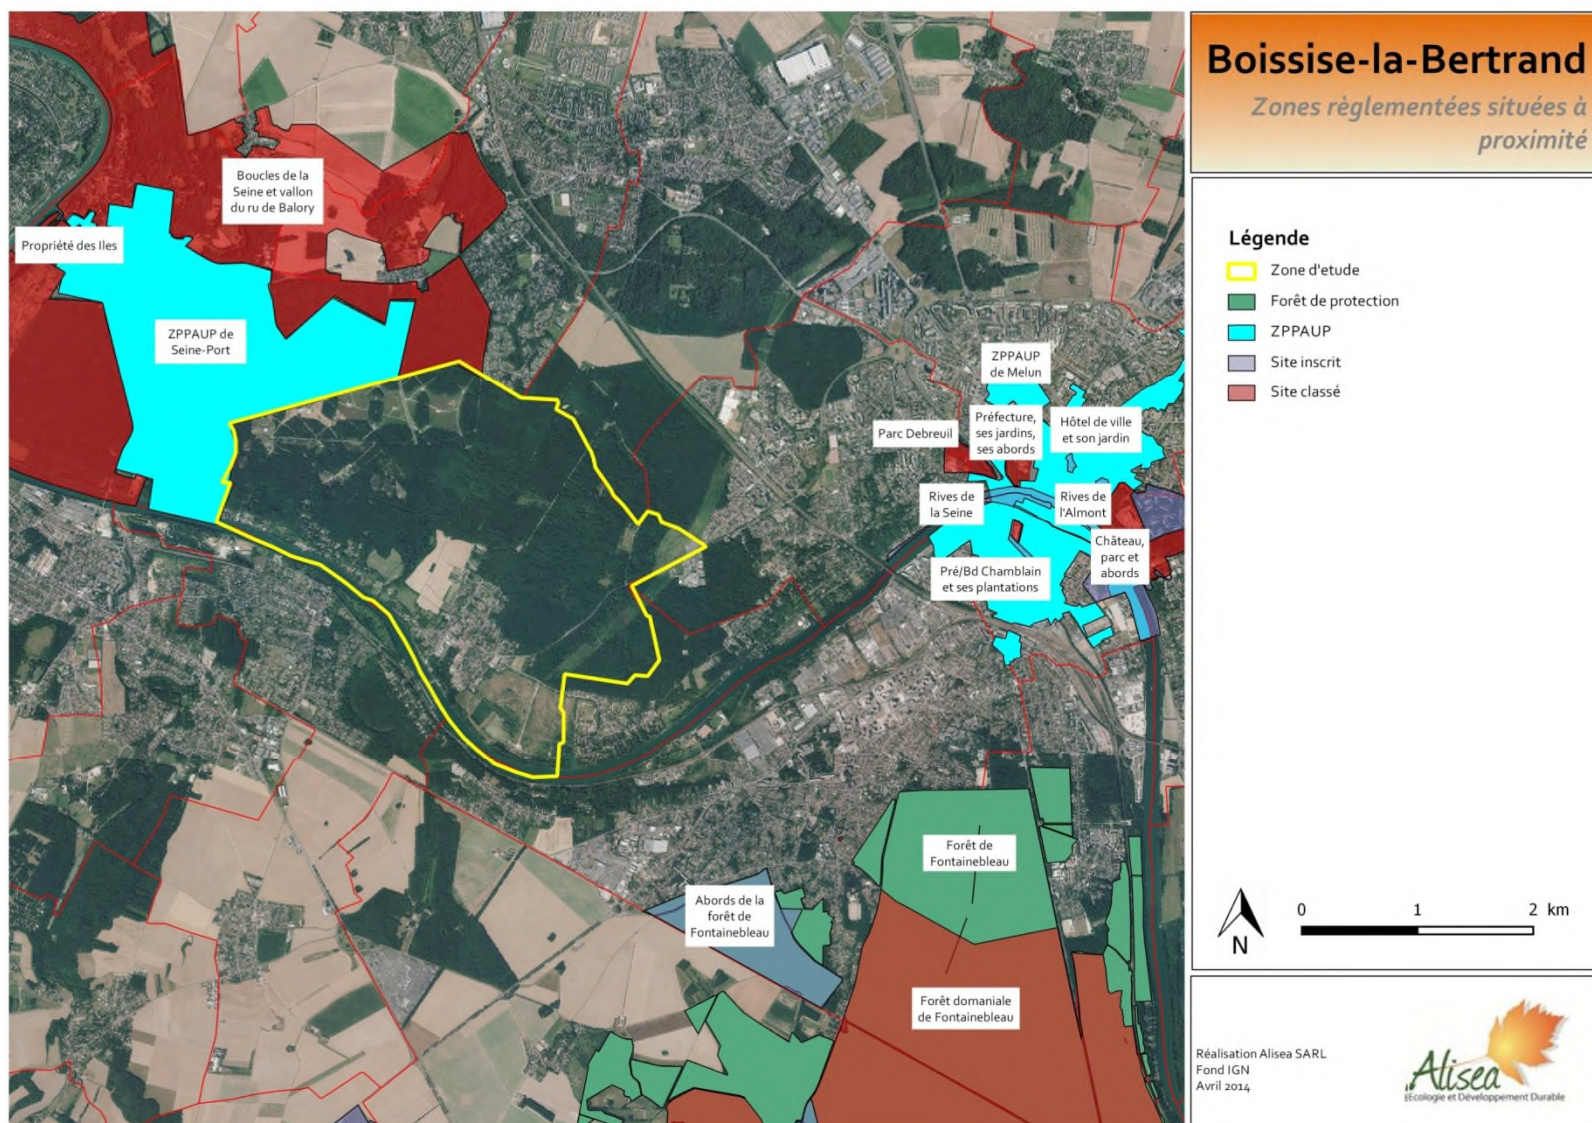 Boissise-la-Bertrand
Zones règlementées situées à
proximité
Légende
Zone d'etude
Forêt de protection
ZPPAUP
Site inscrit
Site classé
Boucles de la
Seine et vallon
du ru de Balory
Propriété des Iles
ZPPAUP de
Seine-Port
ZPPAUP
de Melun
Parc Debreuil
Préfecture,
ses jardins,
ses abords
Hôtel de ville
et son jardin
Rives de
la Seine
Rives de
l'Almont
Château,
parc et
abords
Pré/Bd Chamblain
et ses plantations
Forêt de
Fontainebleau
Abords de la
forêt de
Fontainebleau
Forêt domaniale
de Fontainebleau
N
0 1 2 km
Réalisation Alisea SARL
Fond IGN
Avril 2014
Alisea
Ecologie et Développement Durable